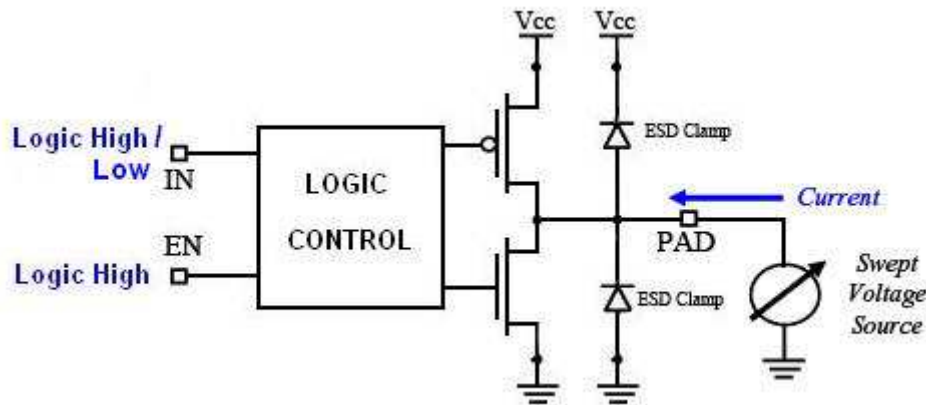 Vcc
Vcc
Logic High /
Low
IN
EN
Logic High
LOGIC
CONTROL
ESD Clamp
ESD Clamp
Current
PAD
Swept
Voltage
Source